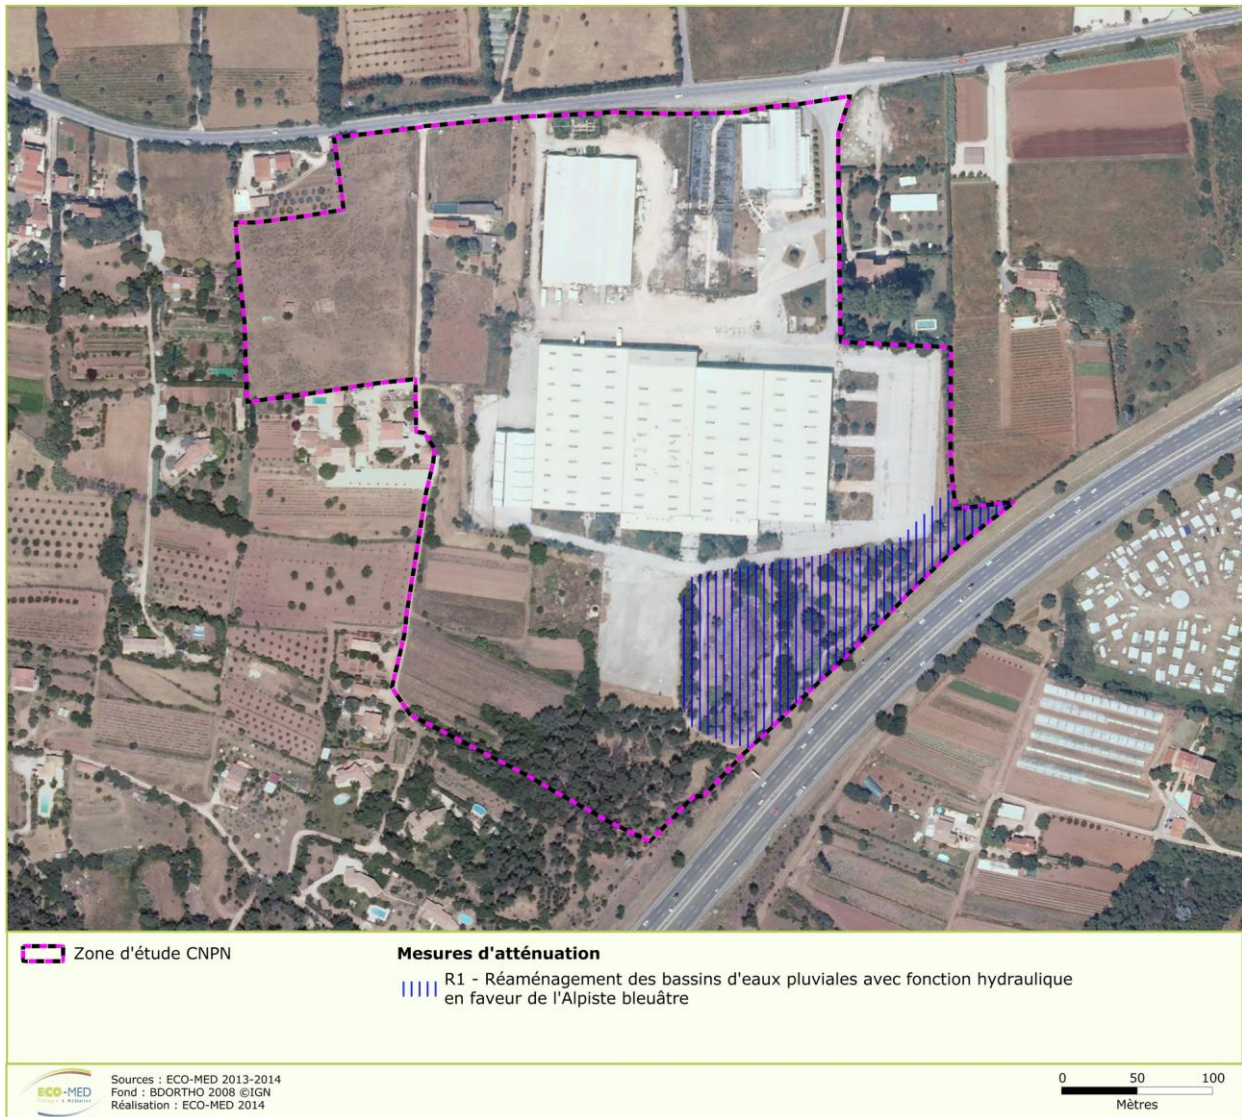 Zone d'étude CNPN
Mesures d'atténuation
R1 - Réaménagement des bassins d'eaux pluviales avec fonction hydraulique
en faveur de l'Alpiste bleuâtre
ECO-MED
Sources : ECO-MED 2013-2014
Fond : BDORTHO 2008 ©IGN
Réalisation : ECO-MED 2014
0 50 100
Mètres